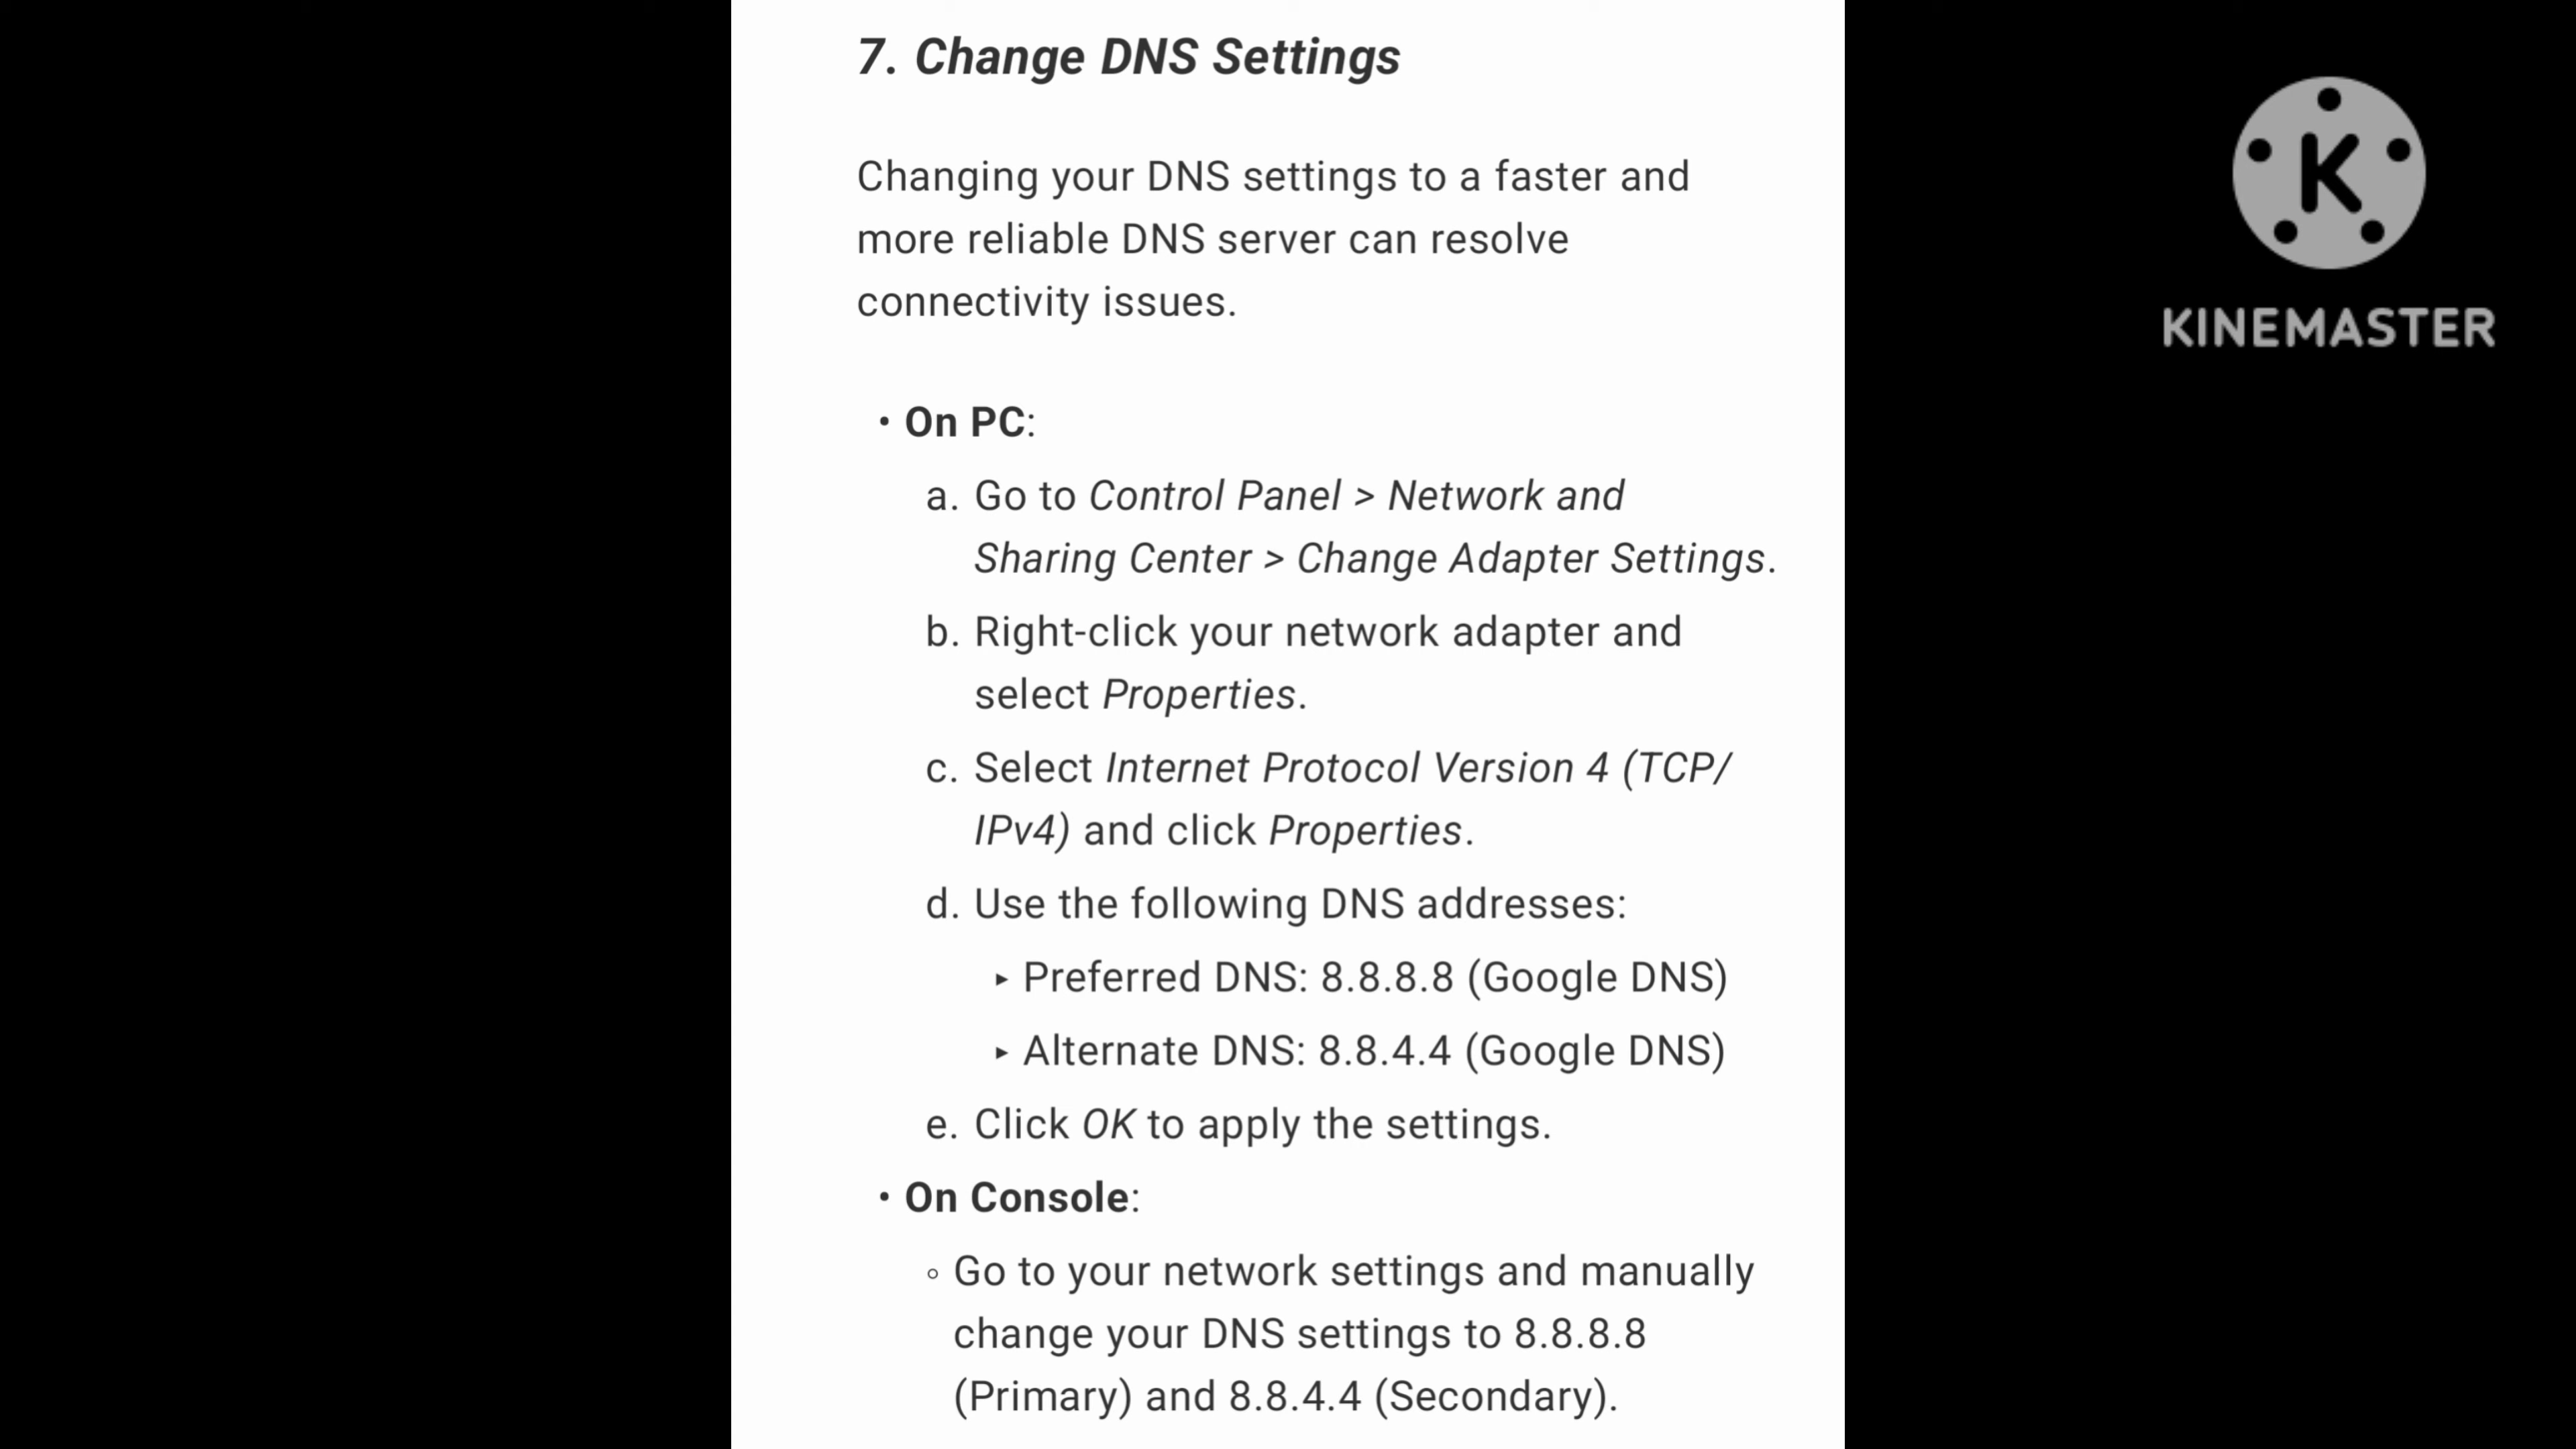 7. Change DNS Settings
Changing your DNS settings to a faster and
more reliable DNS server can resolve
connectivity issues.
• On PC:
a. Go to Control Panel > Network and
Sharing Center > Change Adapter Settings.
b. Right-click your network adapter and
select Properties.
c. Select Internet Protocol Version 4 (TCP/
IPv4) and click Properties.
d. Use the following DNS addresses:
▸ Preferred DNS: 8.8.8.8 (Google DNS)
▸ Alternate DNS: 8.8.4.4 (Google DNS)
e. Click OK to apply the settings.
• On Console:
◦ Go to your network settings and manually
change your DNS settings to 8.8.8.8
(Primary) and 8.8.4.4 (Secondary).
K
KINEMASTER